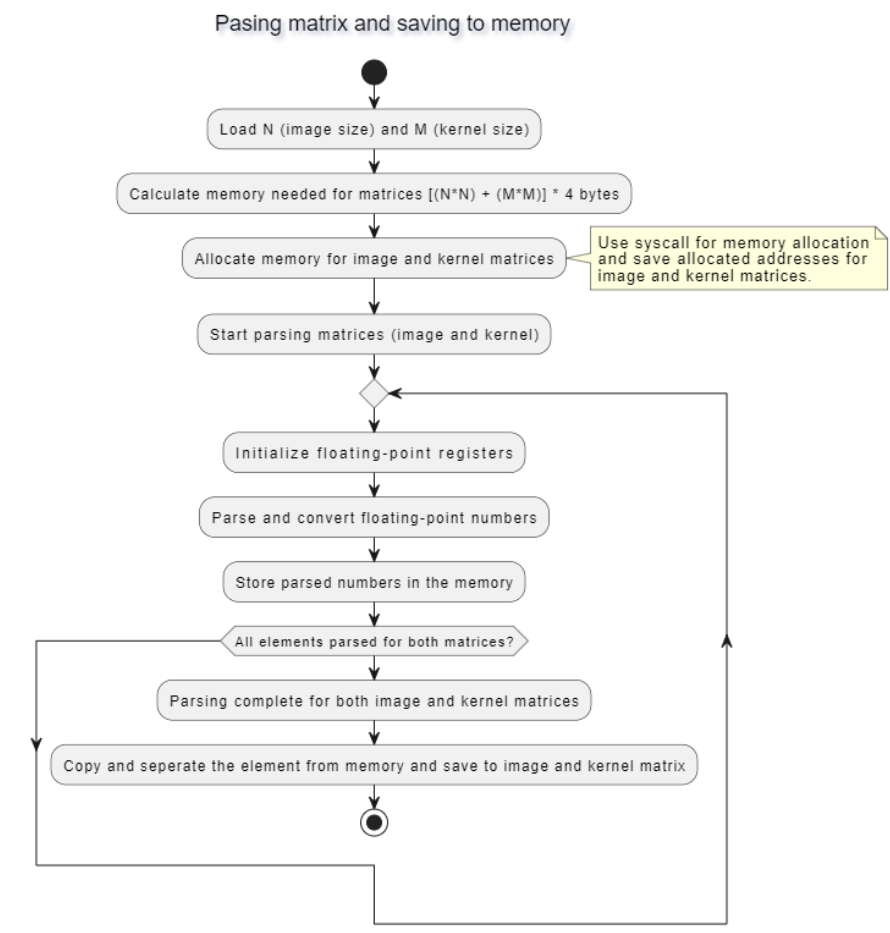 Pasing matrix and saving to memory
Load N (image size) and M (kernel size)
Calculate memory needed for matrices [(N*N) + (M*M)] * 4 bytes
Allocate memory for image and kernel matrices
Use syscall for memory allocation
and save allocated addresses for
image and kernel matrices.
Start parsing matrices (image and kernel)
Initialize floating-point registers
Parse and convert floating-point numbers
Store parsed numbers in the memory
All elements parsed for both matrices?
Parsing complete for both image and kernel matrices
Copy and seperate the element from memory and save to image and kernel matrix